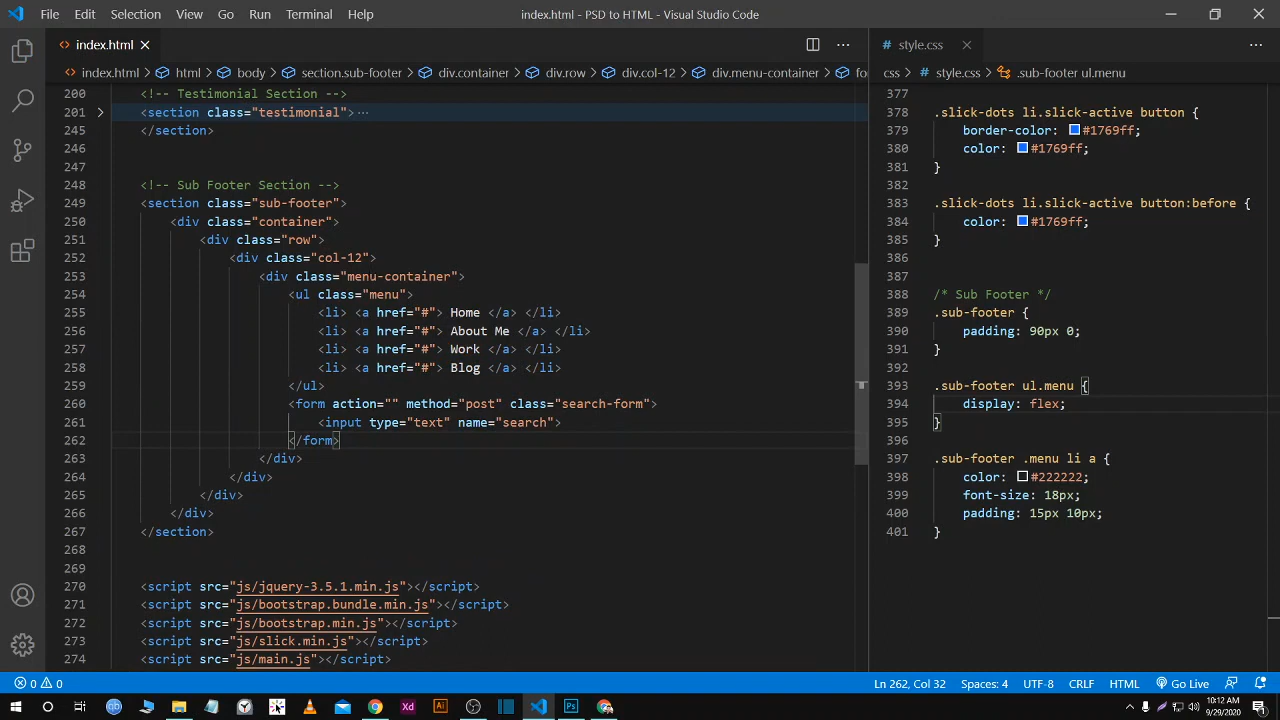 File Edit Selection View Go Run Terminal Help index.html - PSD to HTML - Visual Studio Code
index.html
style.css
index.html > html > body > section.sub-footer > div.container > div.row > div.col-12 > div.menu-container > fo
css > style.css > .sub-footer ul.menu
200 <!-- Testimonial Section -->
201 <section class="testimonial"> ...
245 </section>
246
247
248 <!-- Sub Footer Section -->
249 <section class="sub-footer">
250 <div class="container">
251 <div class="row">
252 <div class="col-12">
253 <div class="menu-container">
254 <ul class="menu">
255 <li> <a href="#"> Home </a> </li>
256 <li> <a href="#"> About Me </a> </li>
257 <li> <a href="#"> Work </a> </li>
258 <li> <a href="#"> Blog </a> </li>
259 </ul>
260 <form action="" method="post" class="search-form">
261 <input type="text" name="search">
262 </form>
263 </div>
264 </div>
265 </div>
266 </div>
267 </section>
268
269
270 <script src="js/jquery-3.5.1.min.js"></script>
271 <script src="js/bootstrap.bundle.min.js"></script>
272 <script src="js/bootstrap.min.js"></script>
273 <script src="js/slick.min.js"></script>
274 <script src="js/main.js"></script>
377
378 .slick-dots li.slick-active button {
379 border-color: #1769ff;
380 color: #1769ff;
381 }
382
383 .slick-dots li.slick-active button:before {
384 color: #1769ff;
385 }
386
387
388 /* Sub Footer */
389 .sub-footer {
390 padding: 90px 0;
391 }
392
393 .sub-footer ul.menu {
394 display: flex;
395 }
396
397 .sub-footer .menu li a {
398 color: #222222;
399 font-size: 18px;
400 padding: 15px 10px;
401 }
0 0 Ln 262, Col 32 Spaces: 4 UTF-8 CRLF HTML Go Live
qb Xd Ai Ps
10:12 AM
9/29/2020